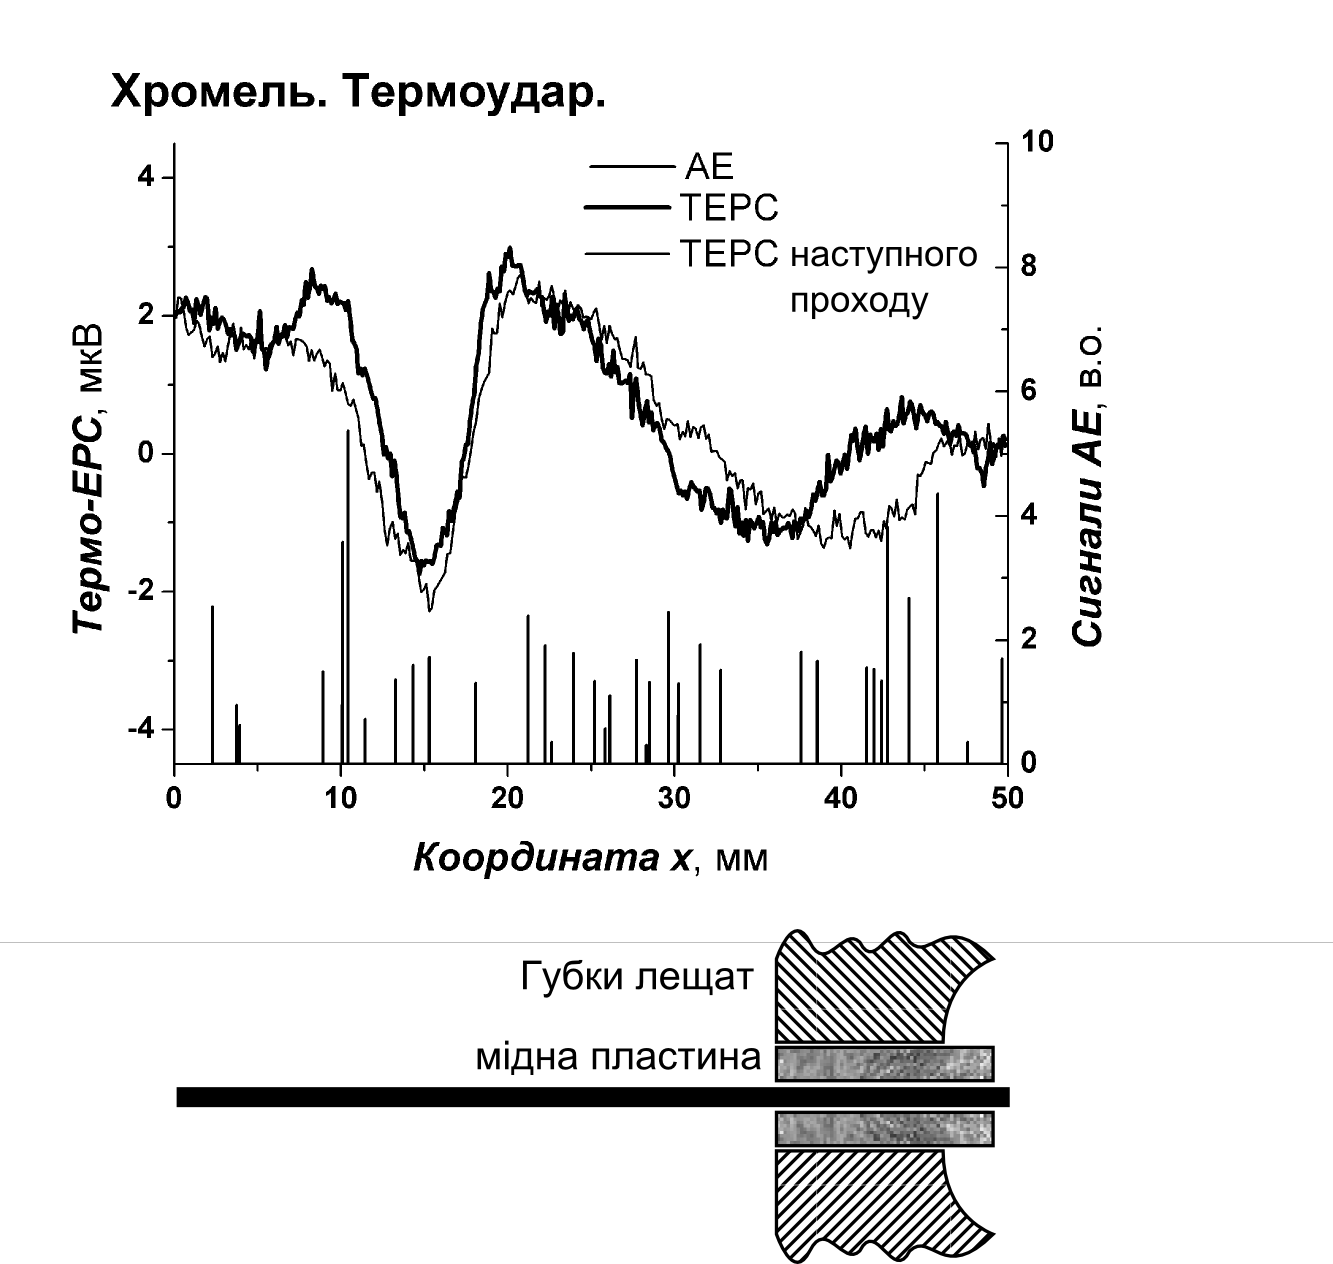 Хромель. Термоудар.
АЕ
ТЕРС
ТЕРС наступного
проходу
Термо-ЕРС, мкВ
4
2
0
-2
-4
10
8
6
4
2
0
Сигнали АЕ, в.о.
0 10 20 30 40 50
Координата x, мм
Губки лещат
мідна пластина